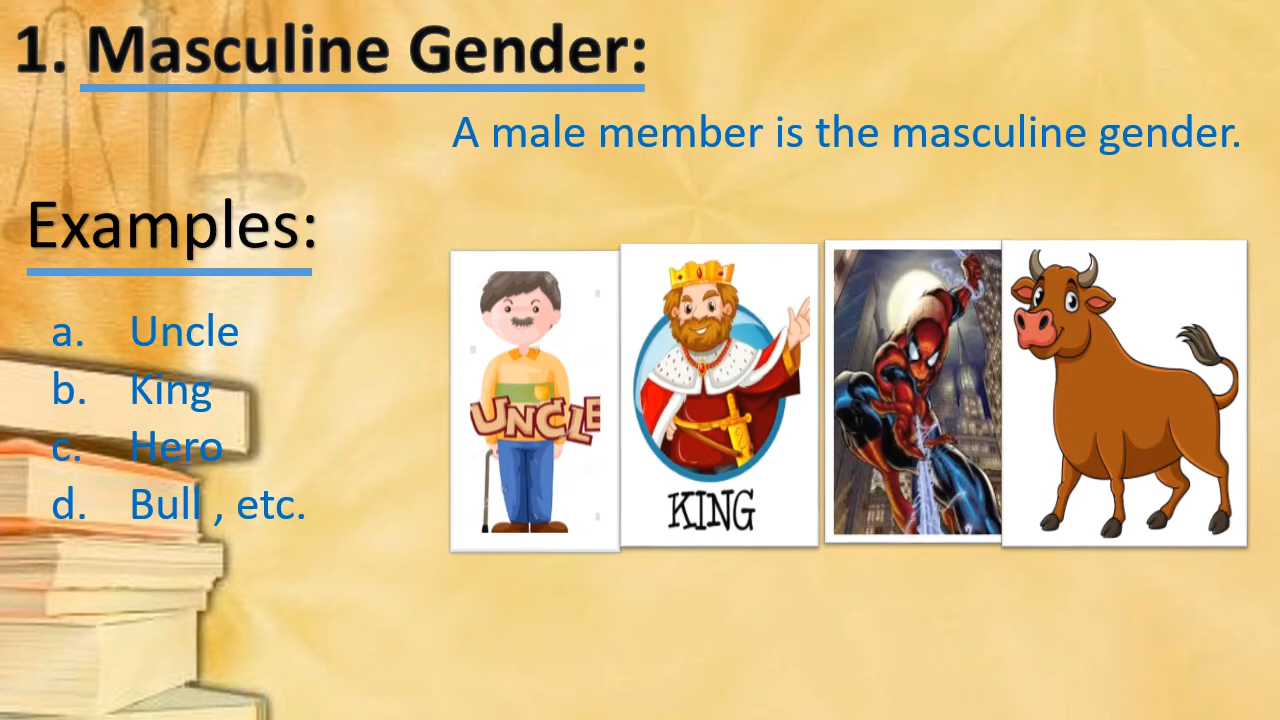 1. Masculine Gender:
A male member is the masculine gender.
Examples:
a. Uncle
b. King
c. Hero
d. Bull , etc.
UNCLE
KING